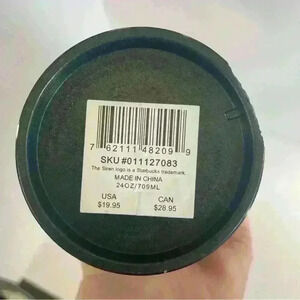 7 62111 48209 9
SKU #011127083
The Siren logo is a Starbucks trademark.
MADE IN CHINA
24OZ/709ML
USA CAN
$19.95 $28.95